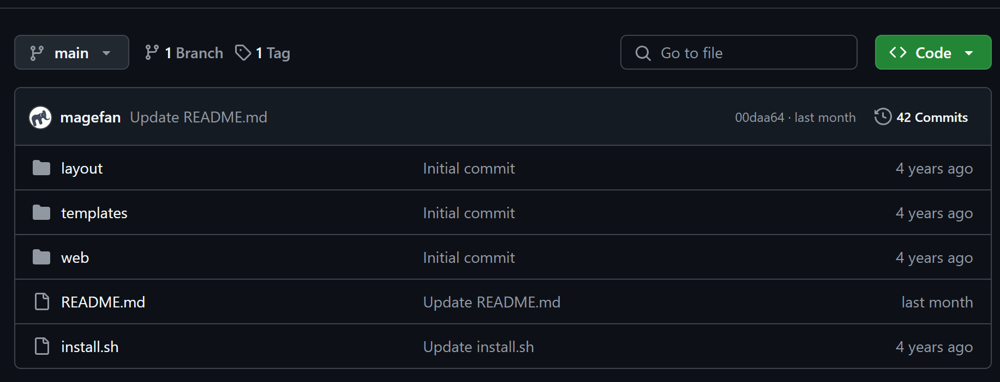 main 1 Branch 1 Tag Go to file Code
magefan Update README.md 00daa64 · last month 42 Commits
layout Initial commit 4 years ago
templates Initial commit 4 years ago
web Initial commit 4 years ago
README.md Update README.md last month
install.sh Update install.sh 4 years ago